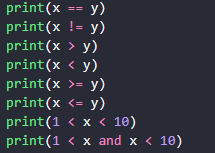 print(x == y)
print(x != y)
print(x > y)
print(x < y)
print(x >= y)
print(x <= y)
print(1 < x < 10)
print(1 < x and x < 10)